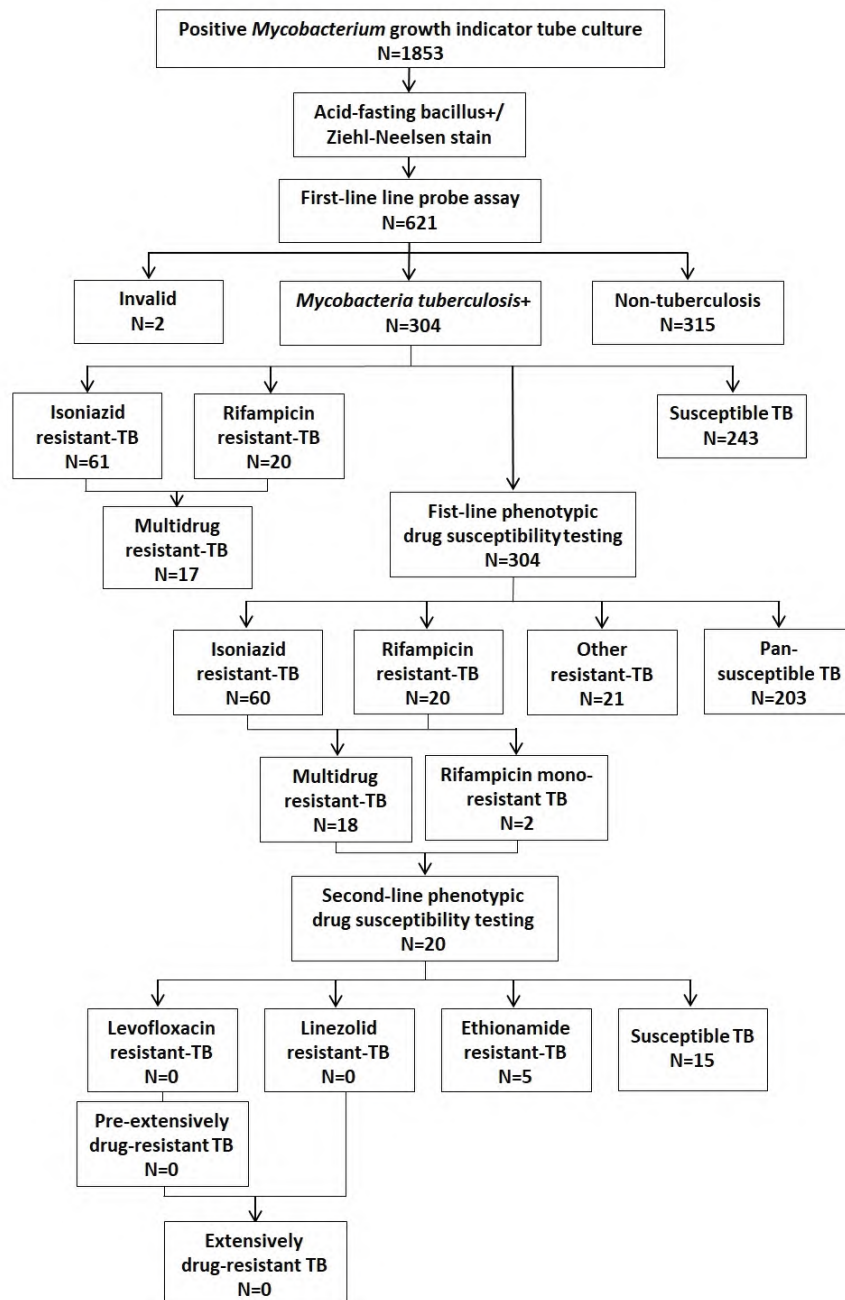 Positive Mycobacterium growth indicator tube culture
N=1853
Acid-fasting bacillus+/
Ziehl-Neelsen stain
First-line line probe assay
N=621
Invalid
N=2
Mycobacteria tuberculosis+
N=304
Non-tuberculosis
N=315
Isoniazid
resistant-TB
N=61
Rifampicin
resistant-TB
N=20
Susceptible TB
N=243
Multidrug
resistant-TB
N=17
Fist-line phenotypic
drug susceptibility testing
N=304
Isoniazid
resistant-TB
N=60
Rifampicin
resistant-TB
N=20
Other
resistant-TB
N=21
Pan-
susceptible TB
N=203
Multidrug
resistant-TB
N=18
Rifampicin mono-
resistant TB
N=2
Second-line phenotypic
drug susceptibility testing
N=20
Levofloxacin
resistant-TB
N=0
Linezolid
resistant-TB
N=0
Ethionamide
resistant-TB
N=5
Susceptible TB
N=15
Pre-extensively
drug-resistant TB
N=0
Extensively
drug-resistant TB
N=0